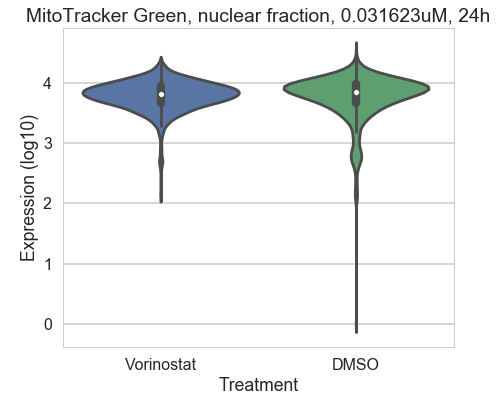 MitoTracker Green, nuclear fraction, 0.031623uM, 24h
4
3
2
1
0
Expression (log10)
Vorinostat DMSO
Treatment